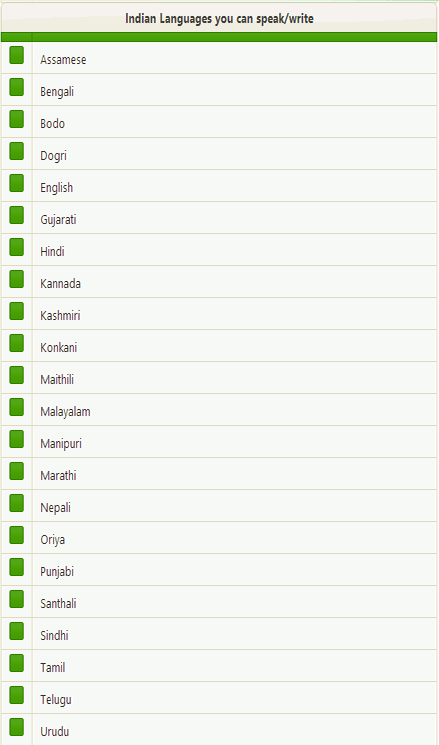 Indian Languages you can speak/write
Assamese
Bengali
Bodo
Dogri
English
Gujarati
Hindi
Kannada
Kashmiri
Konkani
Maithili
Malayalam
Manipuri
Marathi
Nepali
Oriya
Punjabi
Santhali
Sindhi
Tamil
Telugu
Urudu